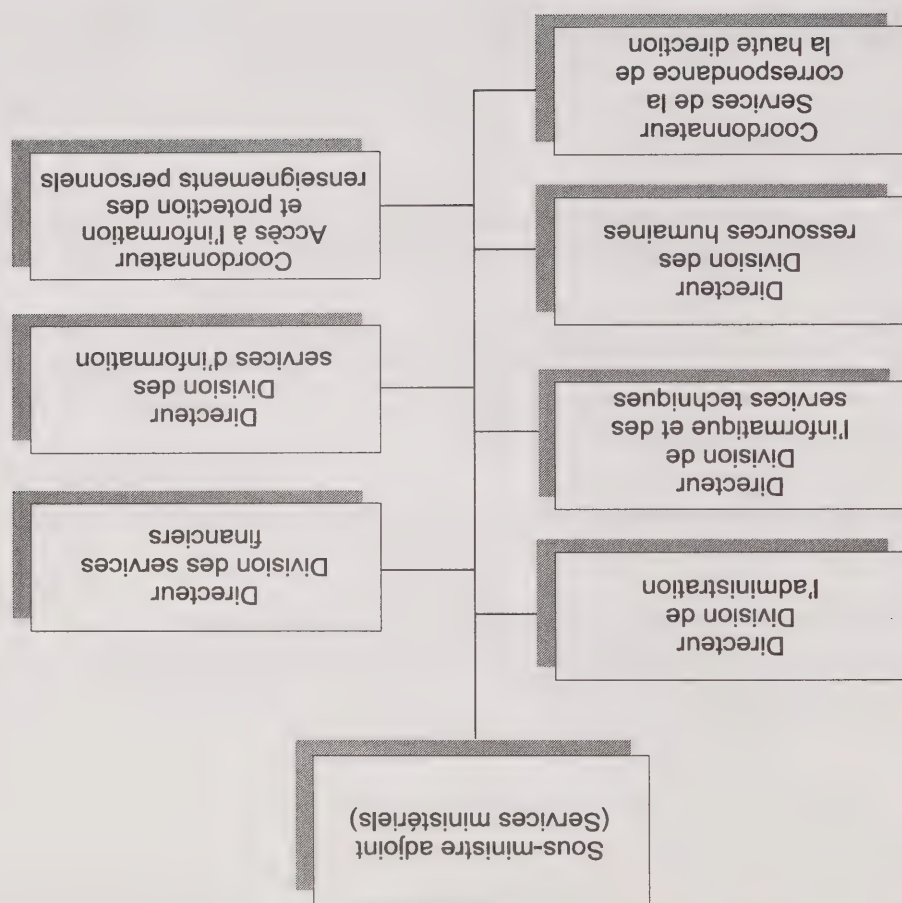 Sous-ministre adjoint
(Services ministériels)
Directeur
Division de
l'administration
Directeur
Division des services
financiers
Directeur
Division de
l'informatique et des
services techniques
Directeur
Division des
services d'information
Directeur
Division des
ressources humaines
Coordonnateur
Accès à l'information
et protection des
renseignements personnels
Coordonnateur
Services de la
correspondance de
la haute direction